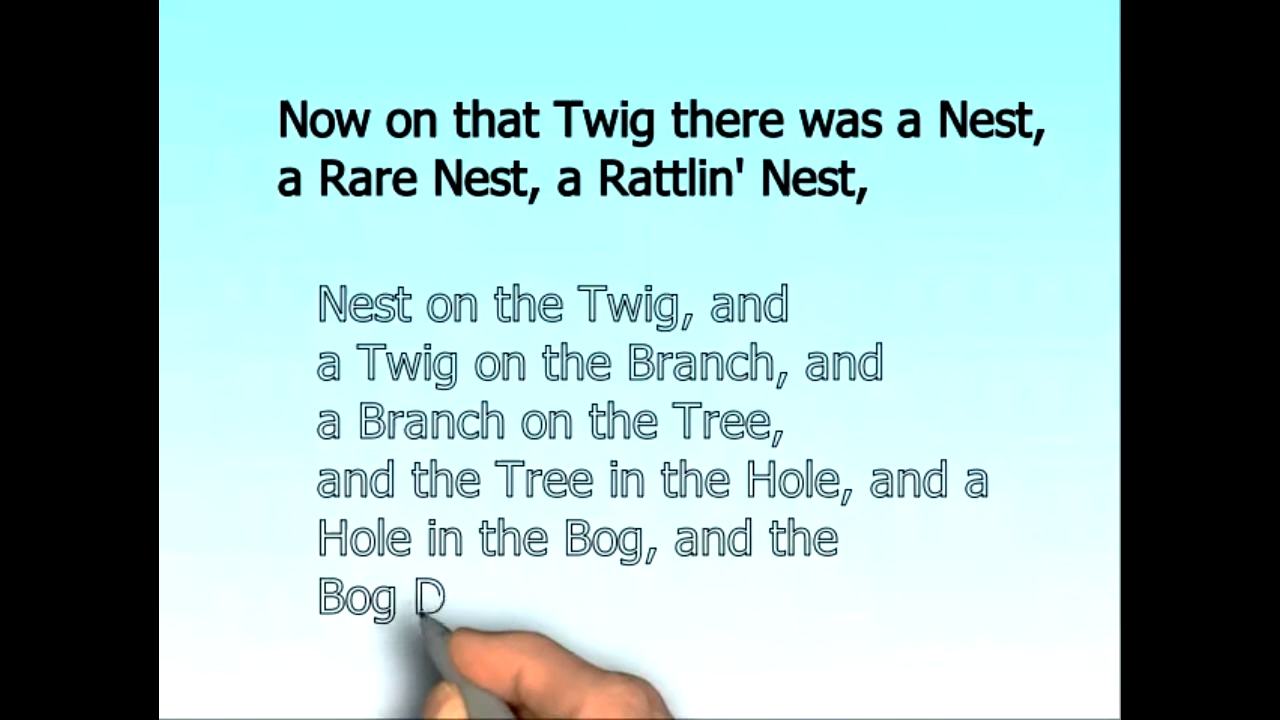 Now on that Twig there was a Nest,
a Rare Nest, a Rattlin' Nest,
Nest on the Twig, and
a Twig on the Branch, and
a Branch on the Tree,
and the Tree in the Hole, and a
Hole in the Bog, and the
Bog D